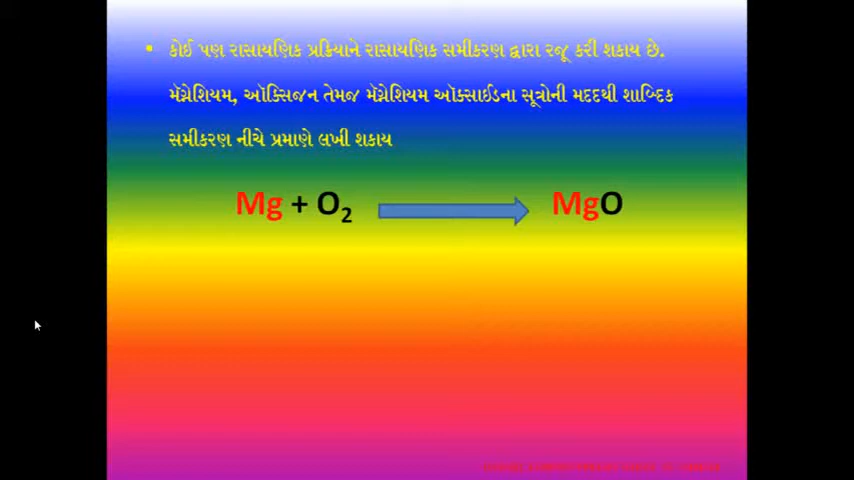 • કોઈ પણ રાસાયણિક પ્રક્રિયાને રાસાયણિક સમીકરણ દ્વારા રજૂ કરી શકાય છે.
મૅગ્નેશિયમ, ઑક્સિજન તેમજ મૅગ્નેશિયમ ઑક્સાઈડના સૂત્રોની મદદથી શાબ્દિક
સમીકરણ નીચે પ્રમાણે લખી શકાય
Mg + O₂ → MgO